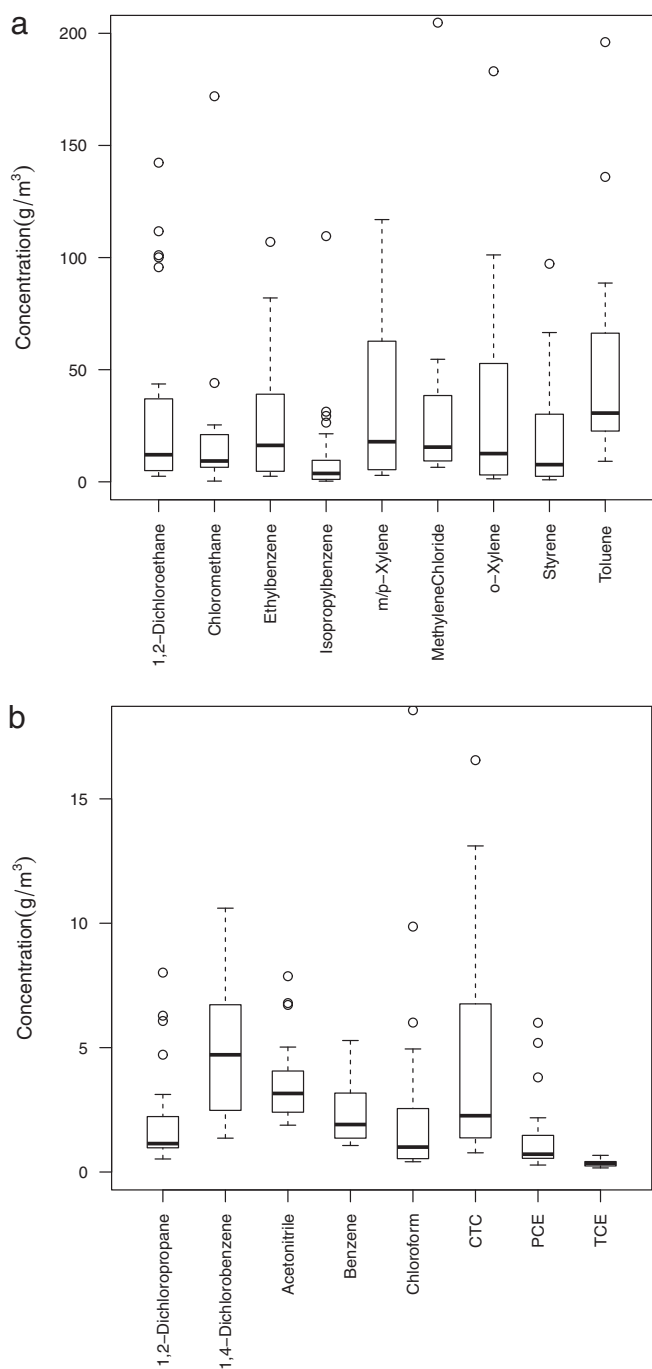 a
200
150
100
50
0
Concentration(g/m³)
1,2−Dichloroethane
Chloromethane
Ethylbenzene
Isopropylbenzene
m/p−Xylene
MethyleneChloride
o−Xylene
Styrene
Toluene
b
15
10
5
0
Concentration(g/m³)
1,2−Dichloropropane
1,4−Dichlorobenzene
Acetonitrile
Benzene
Chloroform
CTC
PCE
TCE